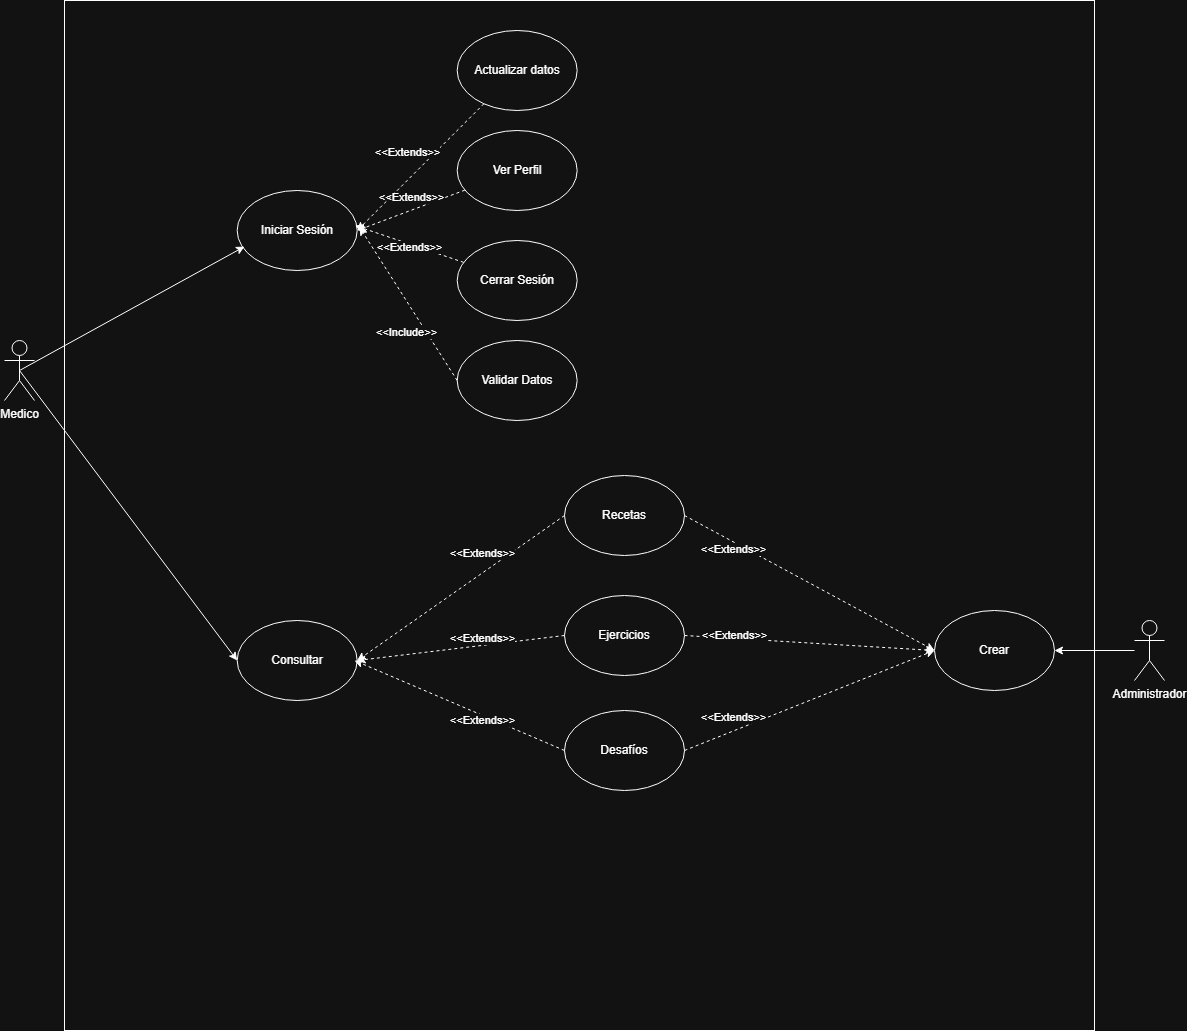 Actualizar datos
<<Extends>>
Ver Perfil
<<Extends>>
Iniciar Sesión
<<Extends>>
Cerrar Sesión
<<Include>>
Validar Datos
Medico
Recetas
<<Extends>>
<<Extends>>
Ejercicios
<<Extends>>
<<Extends>>
Consultar
Crear
Administrador
<<Extends>>
<<Extends>>
Desafíos